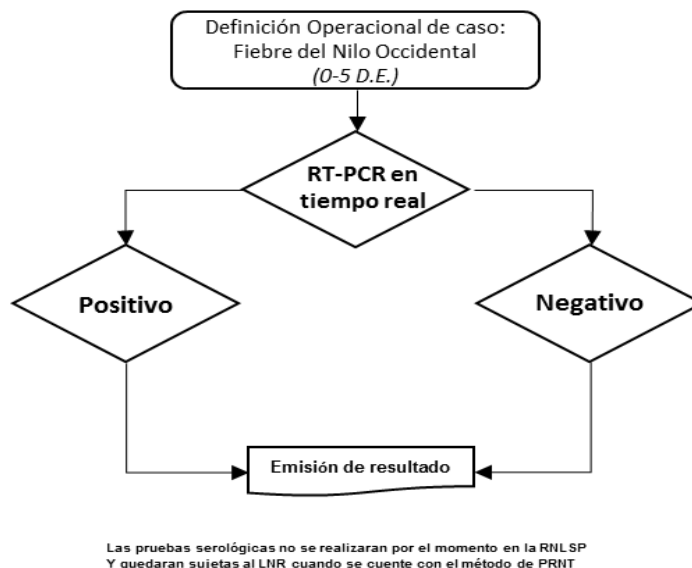 Definición Operacional de caso:
Fiebre del Nilo Occidental
(0-5 D.E.)
RT-PCR en
tiempo real
Positivo
Negativo
Emisión de resultado
Las pruebas serológicas no se realizaran por el momento en la RNLSP
Y quedaran sujetas al LNR cuando se cuente con el método de PRNT